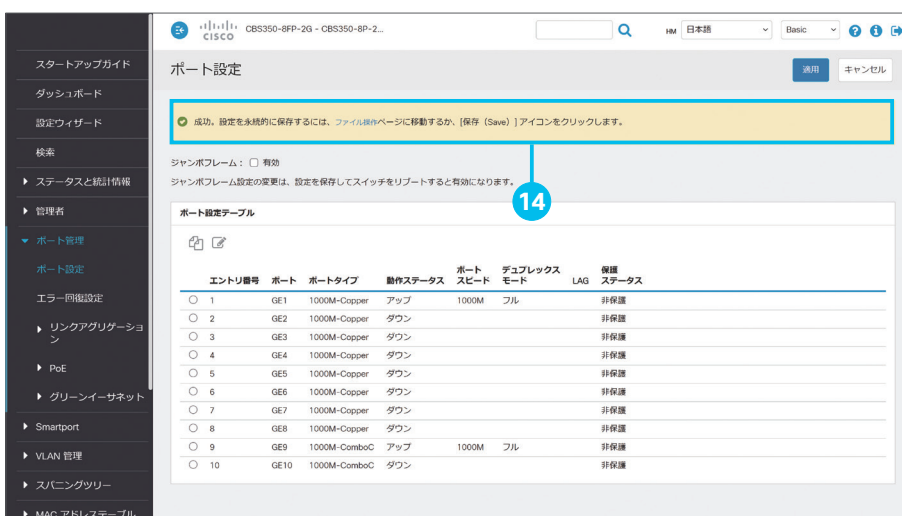 CISCO
CBS350-8FP-2G - CBS350-8P-2...
HM 日本語
Basic
スタートアップガイド
ダッシュボード
設定ウィザード
検索
ステータスと統計情報
管理者
ポート管理
ポート設定
エラー回復設定
リンクアグリゲーショ
ン
PoE
グリーンイーサネット
Smartport
VLAN 管理
スパニングツリー
MAC アドレステーブル
ポート設定
適用
キャンセル
成功。設定を永続的に保存するには、ファイル操作ページに移動するか、[保存（Save）] アイコンをクリックします。
ジャンボフレーム： 有効
ジャンボフレーム設定の変更は、設定を保存してスイッチをリブートすると有効になります。
14
ポート設定テーブル
エントリ番号 ポート ポートタイプ 動作ステータス ポート スピード デュプレックス モード LAG 保護 ステータス
1 GE1 1000M-Copper アップ 1000M フル 非保護
2 GE2 1000M-Copper ダウン 非保護
3 GE3 1000M-Copper ダウン 非保護
4 GE4 1000M-Copper ダウン 非保護
5 GE5 1000M-Copper ダウン 非保護
6 GE6 1000M-Copper ダウン 非保護
7 GE7 1000M-Copper ダウン 非保護
8 GE8 1000M-Copper ダウン 非保護
9 GE9 1000M-ComboC アップ 1000M フル 非保護
10 GE10 1000M-ComboC ダウン 非保護